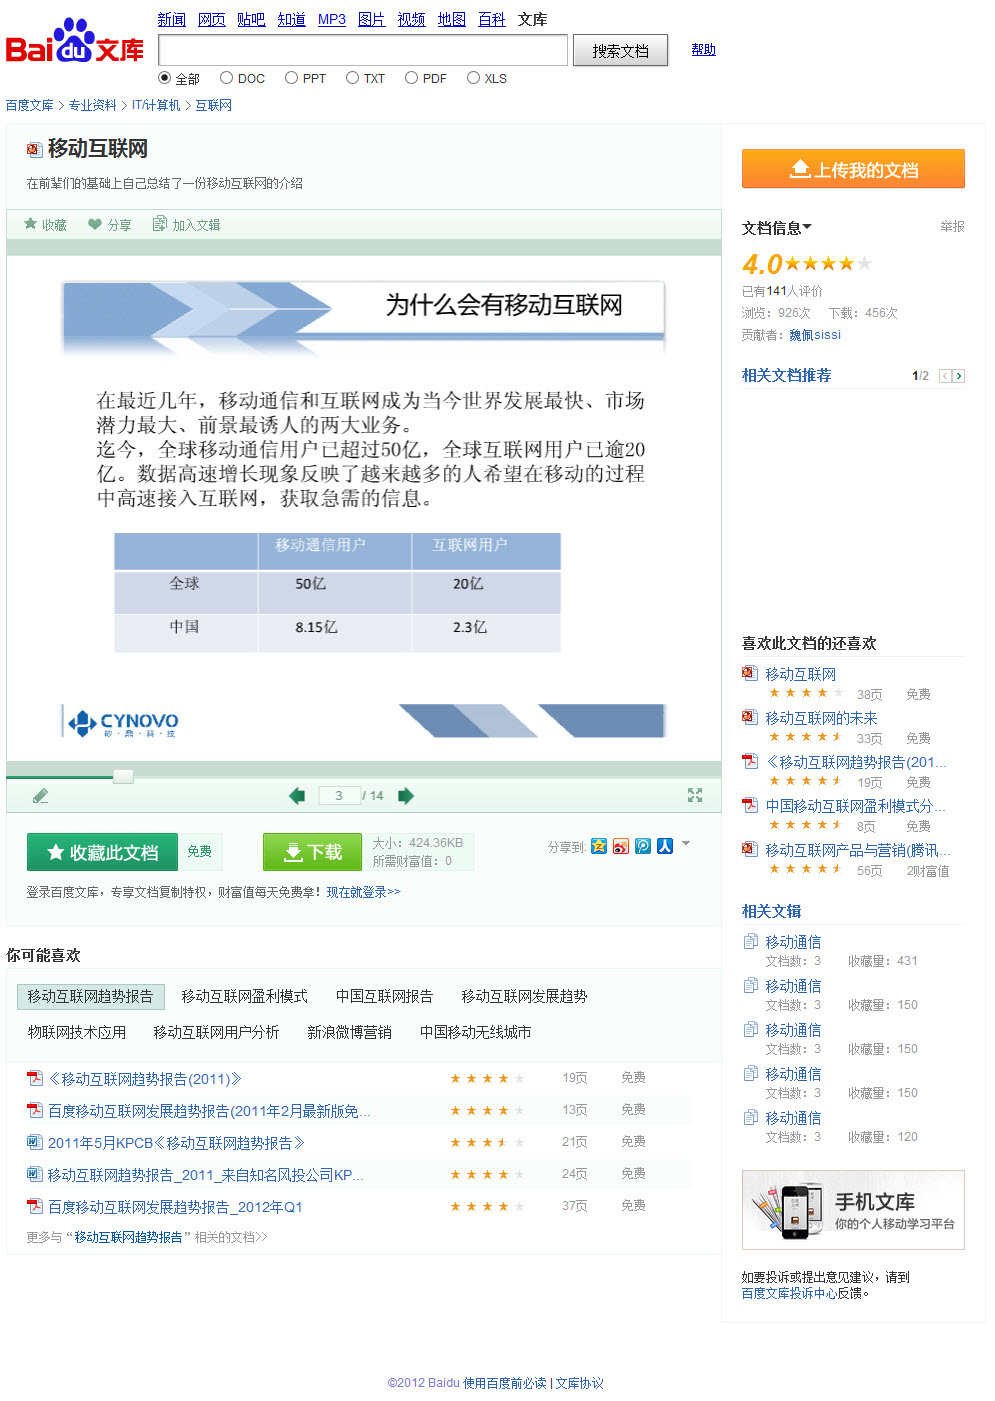 新闻 网页 贴吧 知道 MP3 图片 视频 地图 百科 文库
Bai du 文库
搜索文档 帮助
全部 DOC PPT TXT PDF XLS
百度文库 > 专业资料 > IT/计算机 > 互联网
移动互联网
在前辈们的基础上自己总结了一份移动互联网的介绍
收藏 分享 加入文辑
为什么会有移动互联网
在最近几年，移动通信和互联网成为当今世界发展最快、市场
潜力最大、前景最诱人的两大业务。
迄今，全球移动通信用户已超过50亿，全球互联网用户已逾20
亿。数据高速增长现象反映了越来越多的人希望在移动的过程
中高速接入互联网，获取急需的信息。
移动通信用户 互联网用户
全球 50亿 20亿
中国 8.15亿 2.3亿
CYNOVO
矽·鼎·科·技
3 / 14
收藏此文档 免费
下载
大小：424.36KB
所需财富值：0
分享到:
登录百度文库，专享文档复制特权，财富值每天免费拿！现在就登录>>
你可能喜欢
移动互联网趋势报告 移动互联网盈利模式 中国互联网报告 移动互联网发展趋势
物联网技术应用 移动互联网用户分析 新浪微博营销 中国移动无线城市
《移动互联网趋势报告(2011)》 19页 免费
百度移动互联网发展趋势报告(2011年2月最新版免... 13页 免费
2011年5月KPCB《移动互联网趋势报告》 21页 免费
移动互联网趋势报告_2011_来自知名风投公司KP... 24页 免费
百度移动互联网发展趋势报告_2012年Q1 37页 免费
更多与“移动互联网趋势报告”相关的文档>>
上传我的文档
文档信息 举报
4.0
已有141人评价
浏览：926次 下载：456次
贡献者：魏佩sissi
相关文档推荐 1/2 < >
喜欢此文档的还喜欢
移动互联网
38页 免费
移动互联网的未来
33页 免费
《移动互联网趋势报告(201...
19页 免费
中国移动互联网盈利模式分...
8页 免费
移动互联网产品与营销(腾讯...
56页 2财富值
相关文辑
移动通信
文档数：3 收藏量：431
移动通信
文档数：3 收藏量：150
移动通信
文档数：3 收藏量：150
移动通信
文档数：3 收藏量：150
移动通信
文档数：3 收藏量：120
手机文库
你的个人移动学习平台
如要投诉或提出意见建议，请到
百度文库投诉中心反馈。
©2012 Baidu 使用百度前必读 | 文库协议